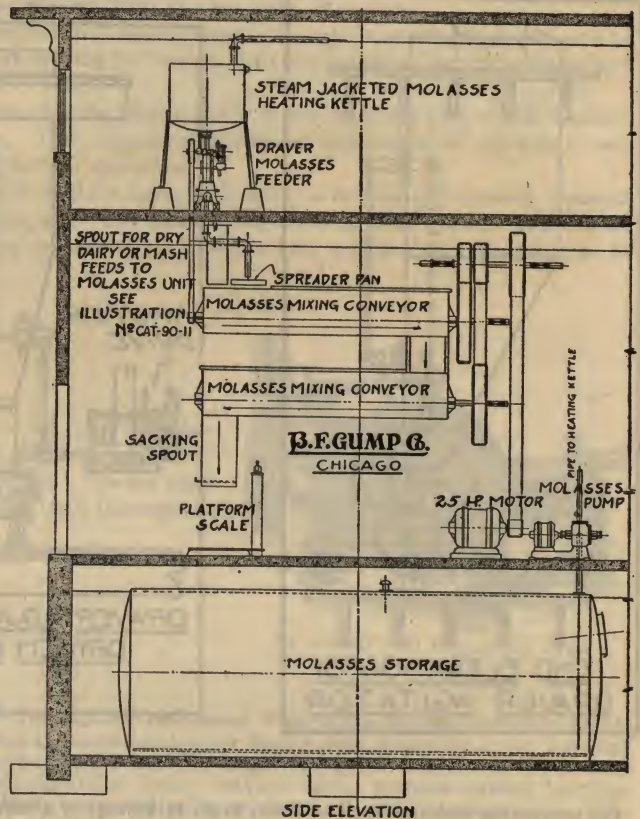 STEAM JACKETED MOLASSES
HEATING KETTLE
DRAVER
MOLASSES
FEEDER
SPOUT FOR DRY
DAIRY OR MASH
FEEDS TO
MOLASSES UNIT
SEE
ILLUSTRATION
Nº CAT-90-11
SPREADER PAN
MOLASSES MIXING CONVEYOR
MOLASSES MIXING CONVEYOR
SACKING
SPOUT
B.F. GUMP Co.
CHICAGO
PLATFORM
SCALE
25 H.P. MOTOR
PIPE TO HEATING KETTLE
MOLASSES
PUMP
MOLASSES STORAGE
SIDE ELEVATION